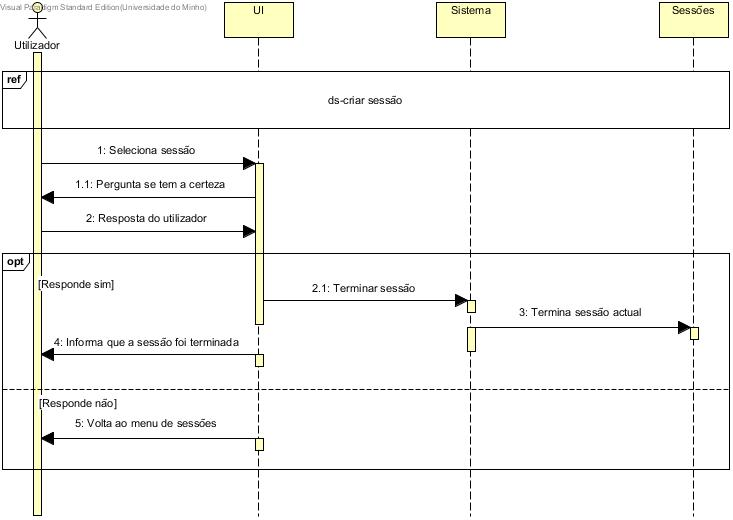 Visual Paradigm Standard Edition(Universidade do Minho)
UI
Sistema
Sessões
Utilizador
ref
ds-criar sessão
1: Seleciona sessão
1.1: Pergunta se tem a certeza
2: Resposta do utilizador
opt
[Responde sim]
2.1: Terminar sessão
3: Termina sessão actual
4: Informa que a sessão foi terminada
[Responde não]
5: Volta ao menu de sessões